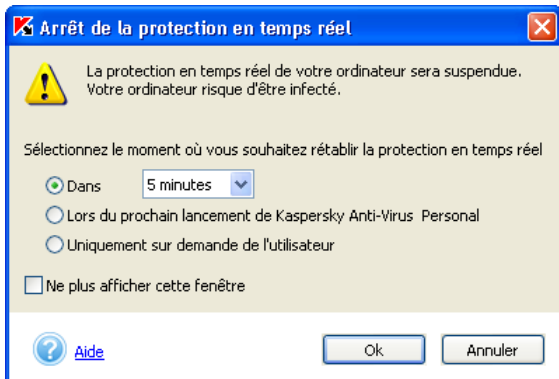 Arrêt de la protection en temps réel
La protection en temps réel de votre ordinateur sera suspendue.
Votre ordinateur risque d'être infecté.
Sélectionnez le moment où vous souhaitez rétablir la protection en temps réel
Dans 5 minutes
Lors du prochain lancement de Kaspersky Anti-Virus Personal
Uniquement sur demande de l'utilisateur
Ne plus afficher cette fenêtre
Aide Ok Annuler